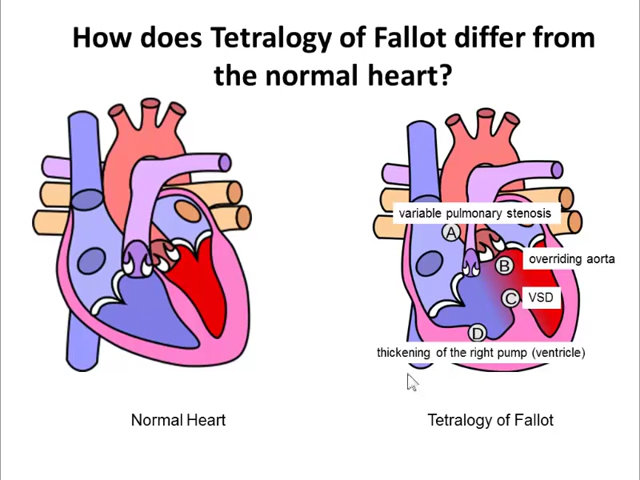 How does Tetralogy of Fallot differ from
the normal heart?
variable pulmonary stenosis
A
B
overriding aorta
C
VSD
D
thickening of the right pump (ventricle)
Normal Heart
Tetralogy of Fallot